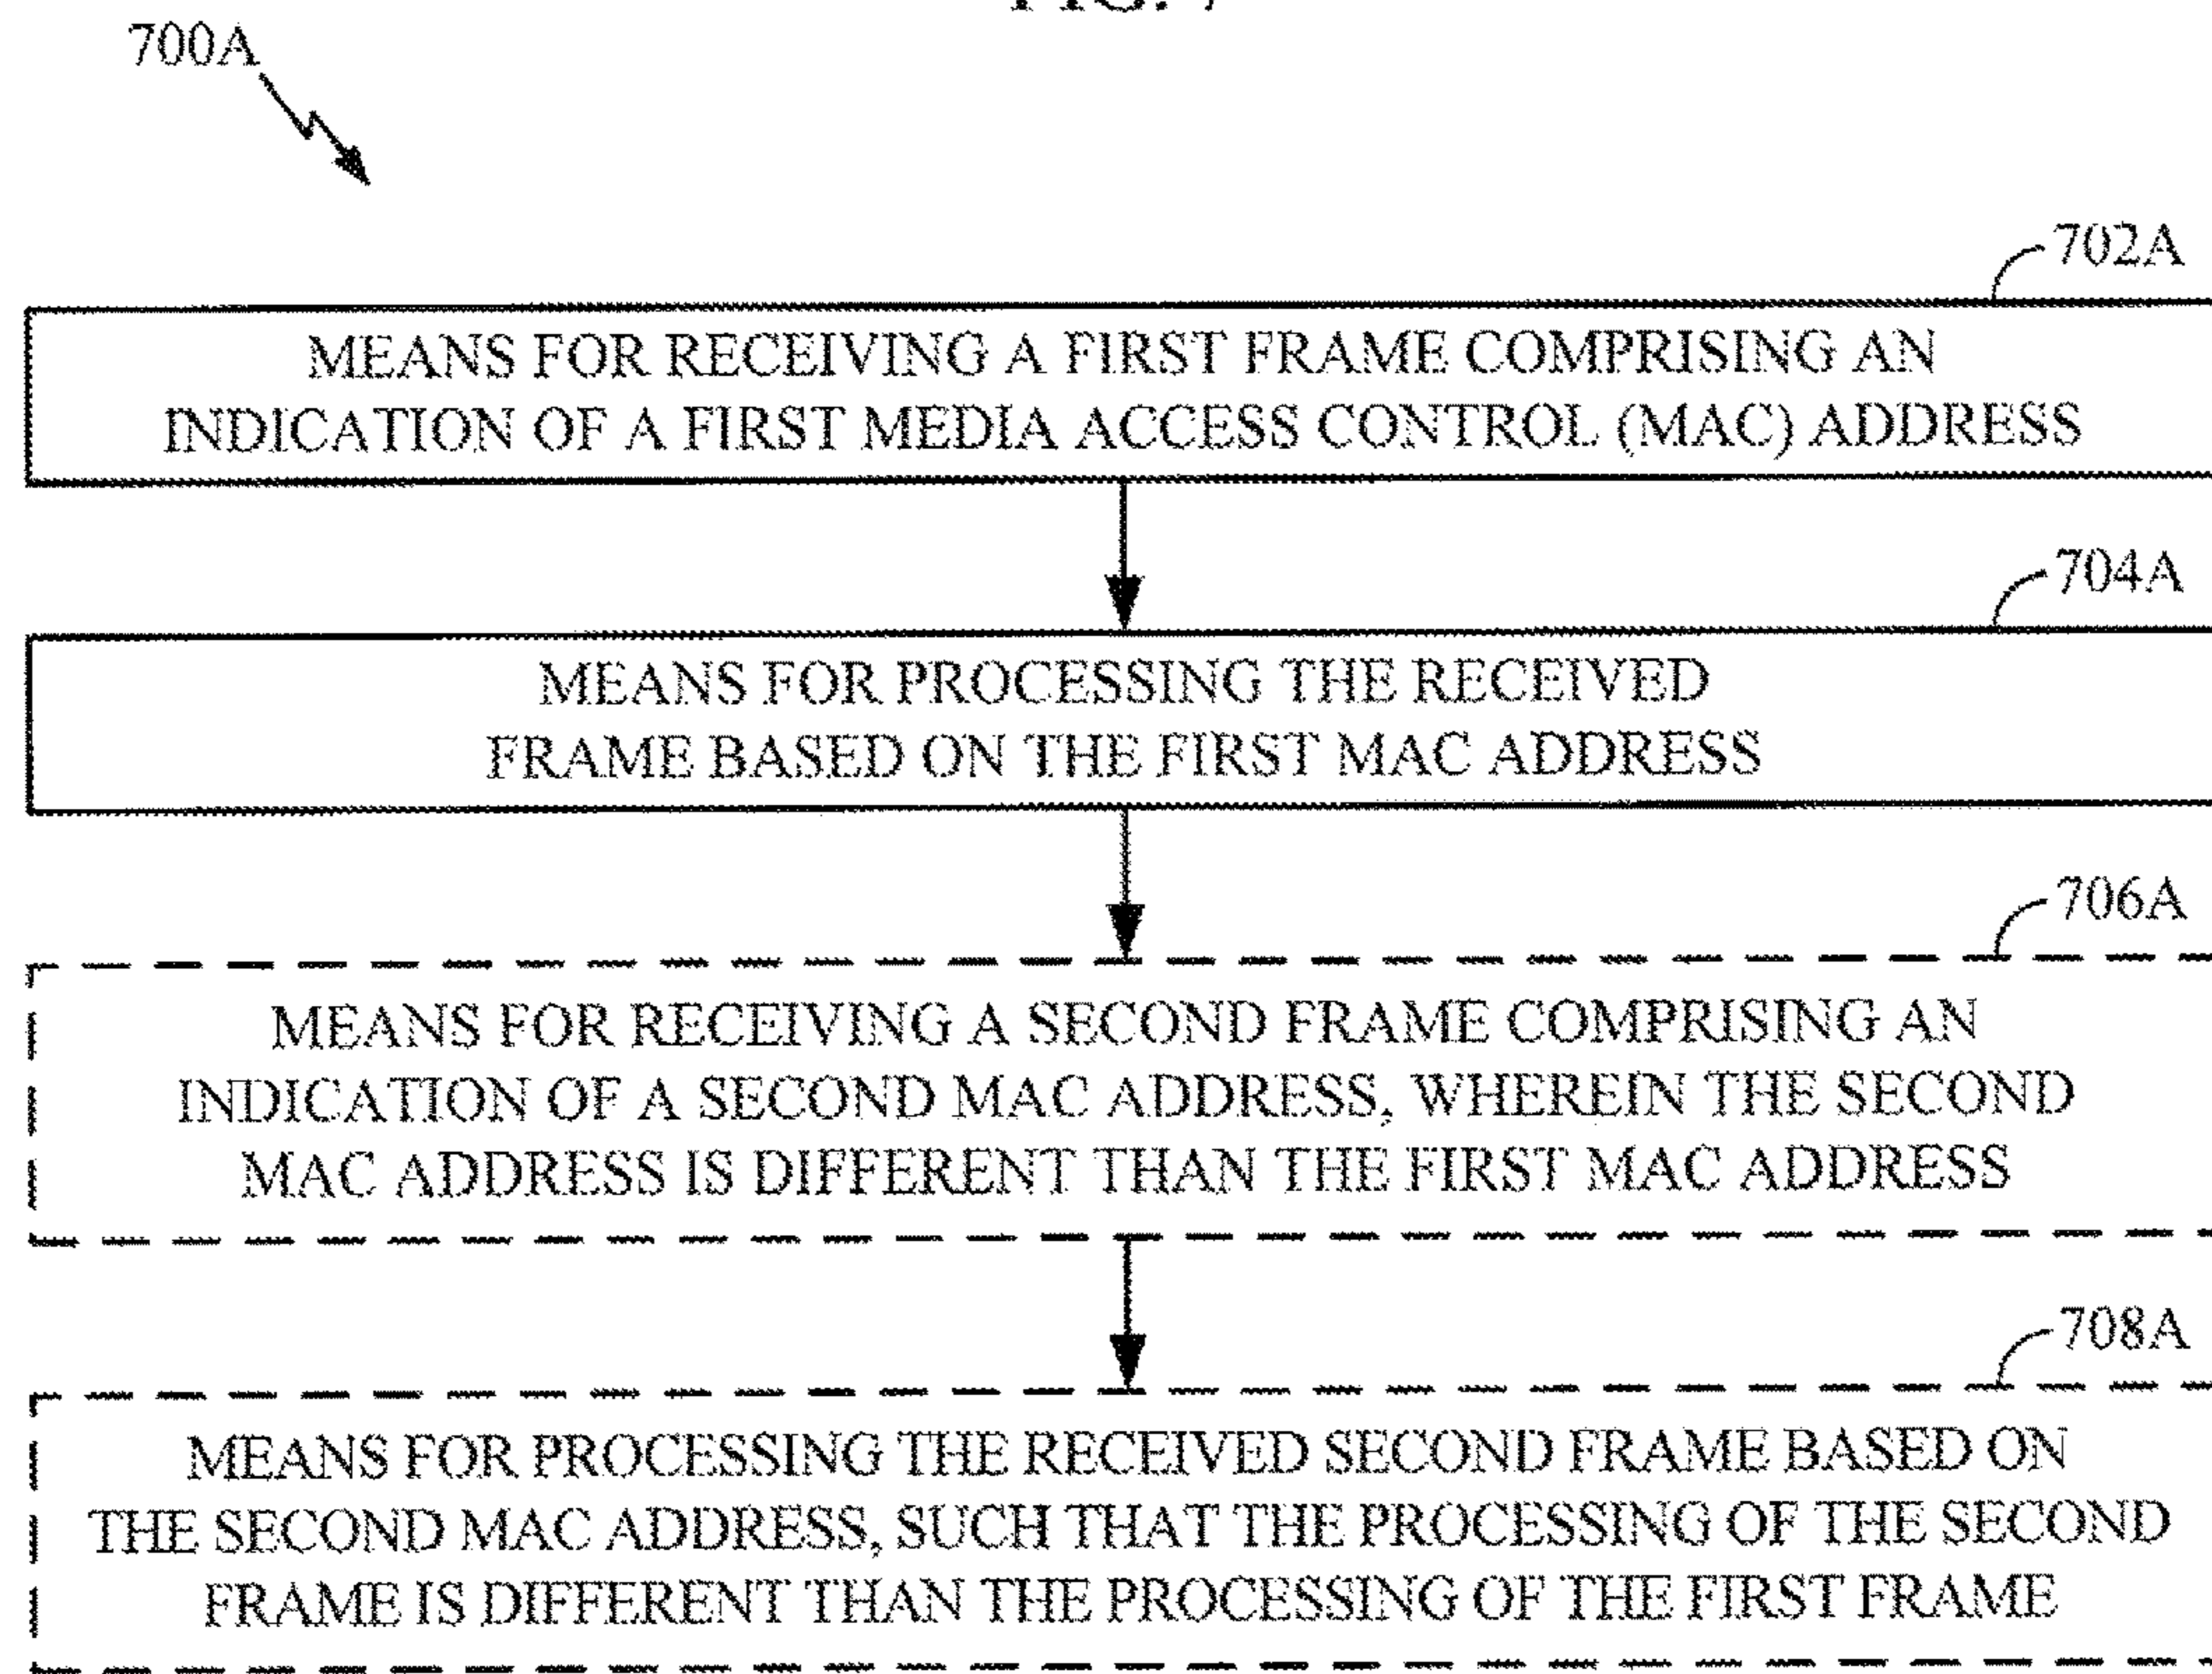 FIG. 7
700A
702A
MEANS FOR RECEIVING A FIRST FRAME COMPRISING AN
INDICATION OF A FIRST MEDIA ACCESS CONTROL (MAC) ADDRESS
704A
MEANS FOR PROCESSING THE RECEIVED
FRAME BASED ON THE FIRST MAC ADDRESS
706A
MEANS FOR RECEIVING A SECOND FRAME COMPRISING AN
INDICATION OF A SECOND MAC ADDRESS, WHEREIN THE SECOND
MAC ADDRESS IS DIFFERENT THAN THE FIRST MAC ADDRESS
708A
MEANS FOR PROCESSING THE RECEIVED SECOND FRAME BASED ON
THE SECOND MAC ADDRESS, SUCH THAT THE PROCESSING OF THE SECOND
FRAME IS DIFFERENT THAN THE PROCESSING OF THE FIRST FRAME